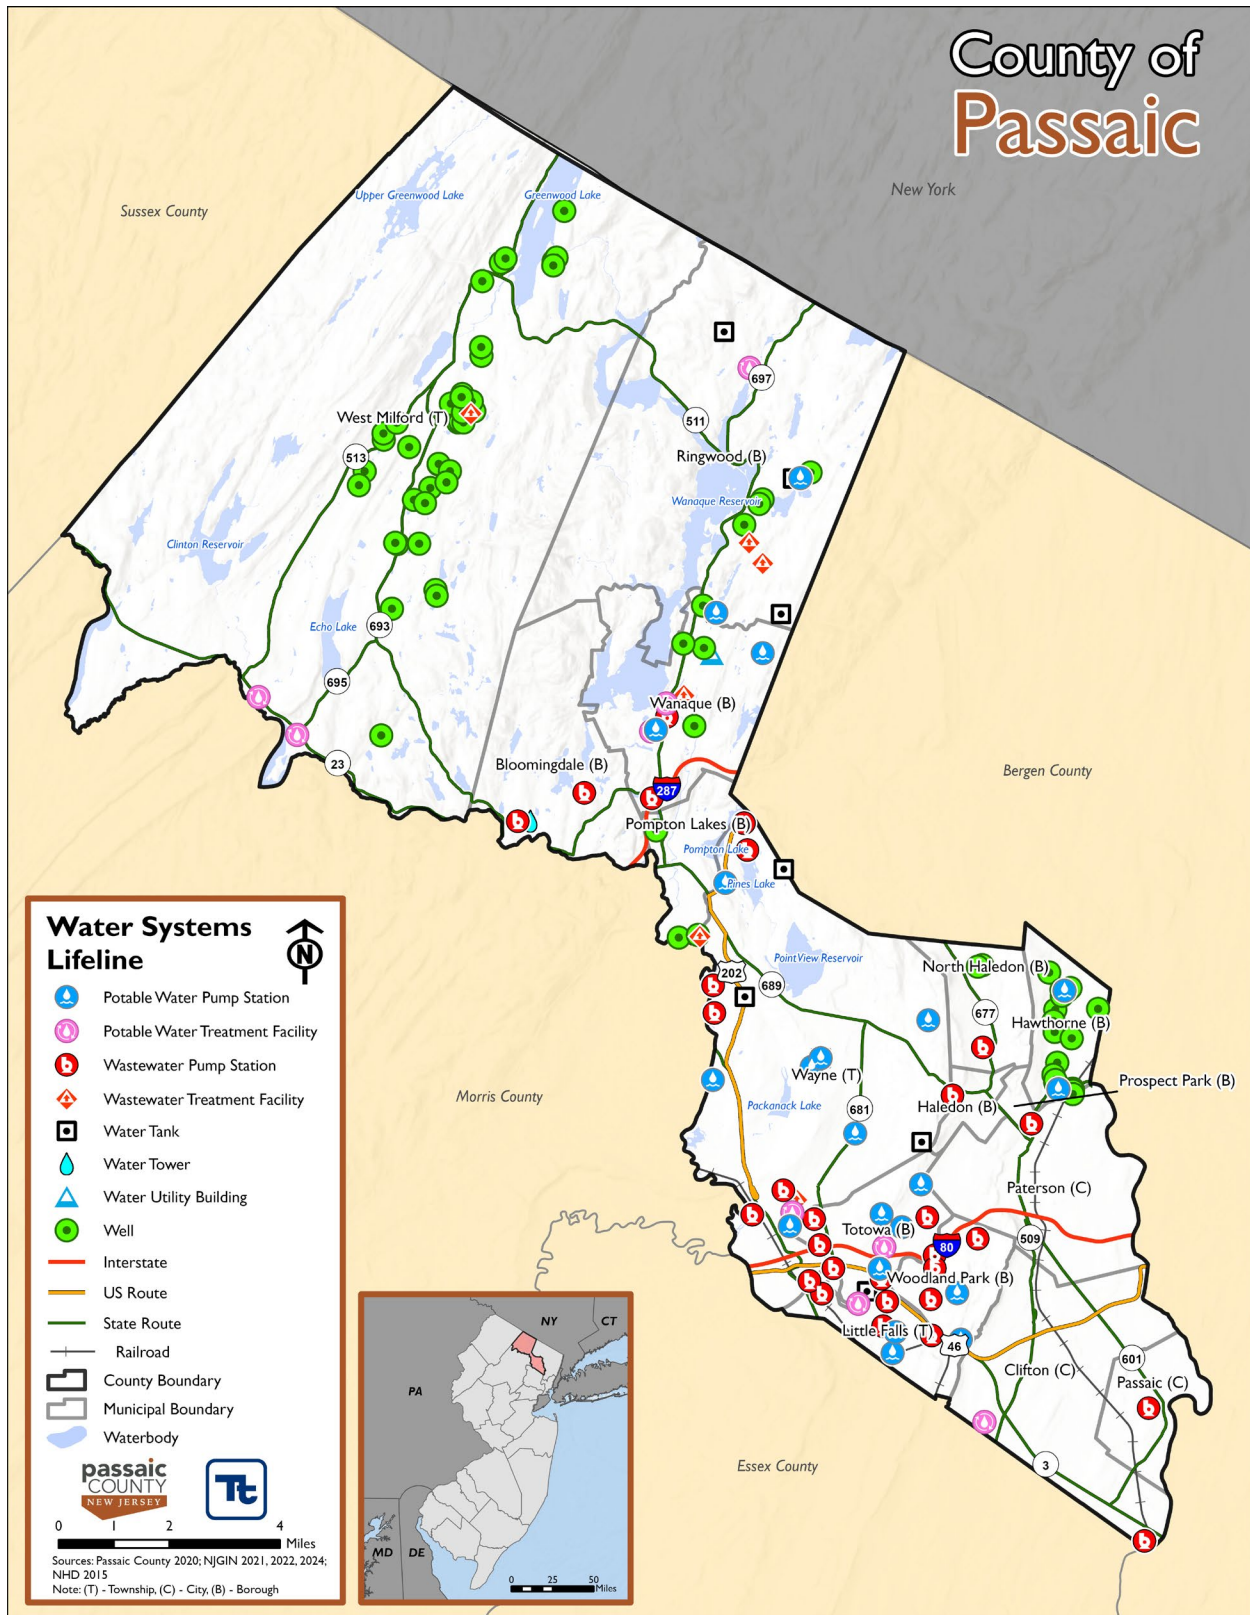 County of
Passaic
New York
Sussex County
Upper Greenwood Lake
Greenwood Lake
697
511
West Milford (T)
513
Ringwood (B)
Wanaque Reservoir
Clinton Reservoir
Echo Lake
693
695
Wanaque (B)
23
Bloomingdale (B)
287
Bergen County
Pompton Lakes (B)
Pompton Lake
Pines Lake
PointView Reservoir
North Haledon (B)
202
689
677
Hawthorne (B)
Wayne (T)
Prospect Park (B)
Morris County
Packanack Lake
681
Haledon (B)
Paterson (C)
Totowa (B)
509
80
Woodland Park (B)
Little Falls (T)
46
601
Clifton (C)
Passaic (C)
Essex County
3
Water Systems
Lifeline
N
Potable Water Pump Station
Potable Water Treatment Facility
Wastewater Pump Station
Wastewater Treatment Facility
Water Tank
Water Tower
Water Utility Building
Well
Interstate
US Route
State Route
Railroad
County Boundary
Municipal Boundary
Waterbody
passaic
COUNTY
NEW JERSEY
Tt
0 1 2 4
Miles
Sources: Passaic County 2020; NJGIN 2021, 2022, 2024;
NHD 2015
Note: (T) - Township, (C) - City, (B) - Borough
NY
CT
PA
MD
DE
0 25 50
Miles